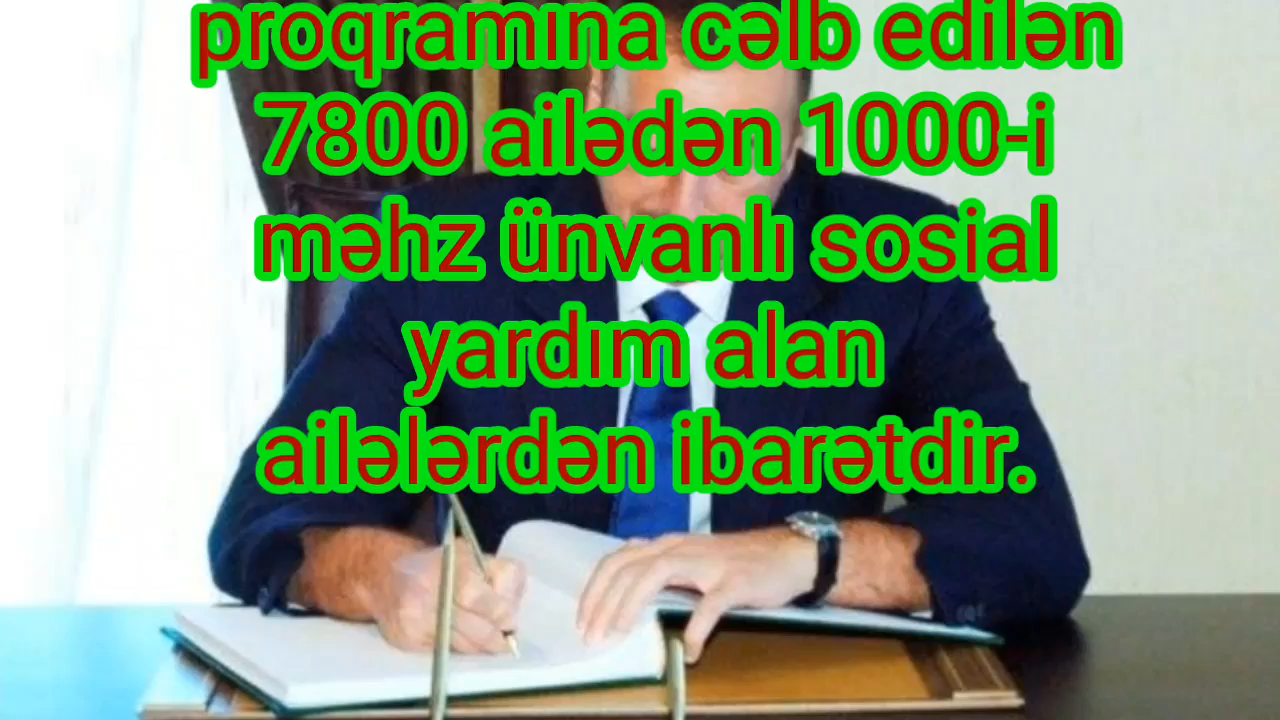 proqramına cəlb edilən
7800 ailədən 1000-i
məhz ünvanlı sosial
yardım alan
ailələrdən ibarətdir.